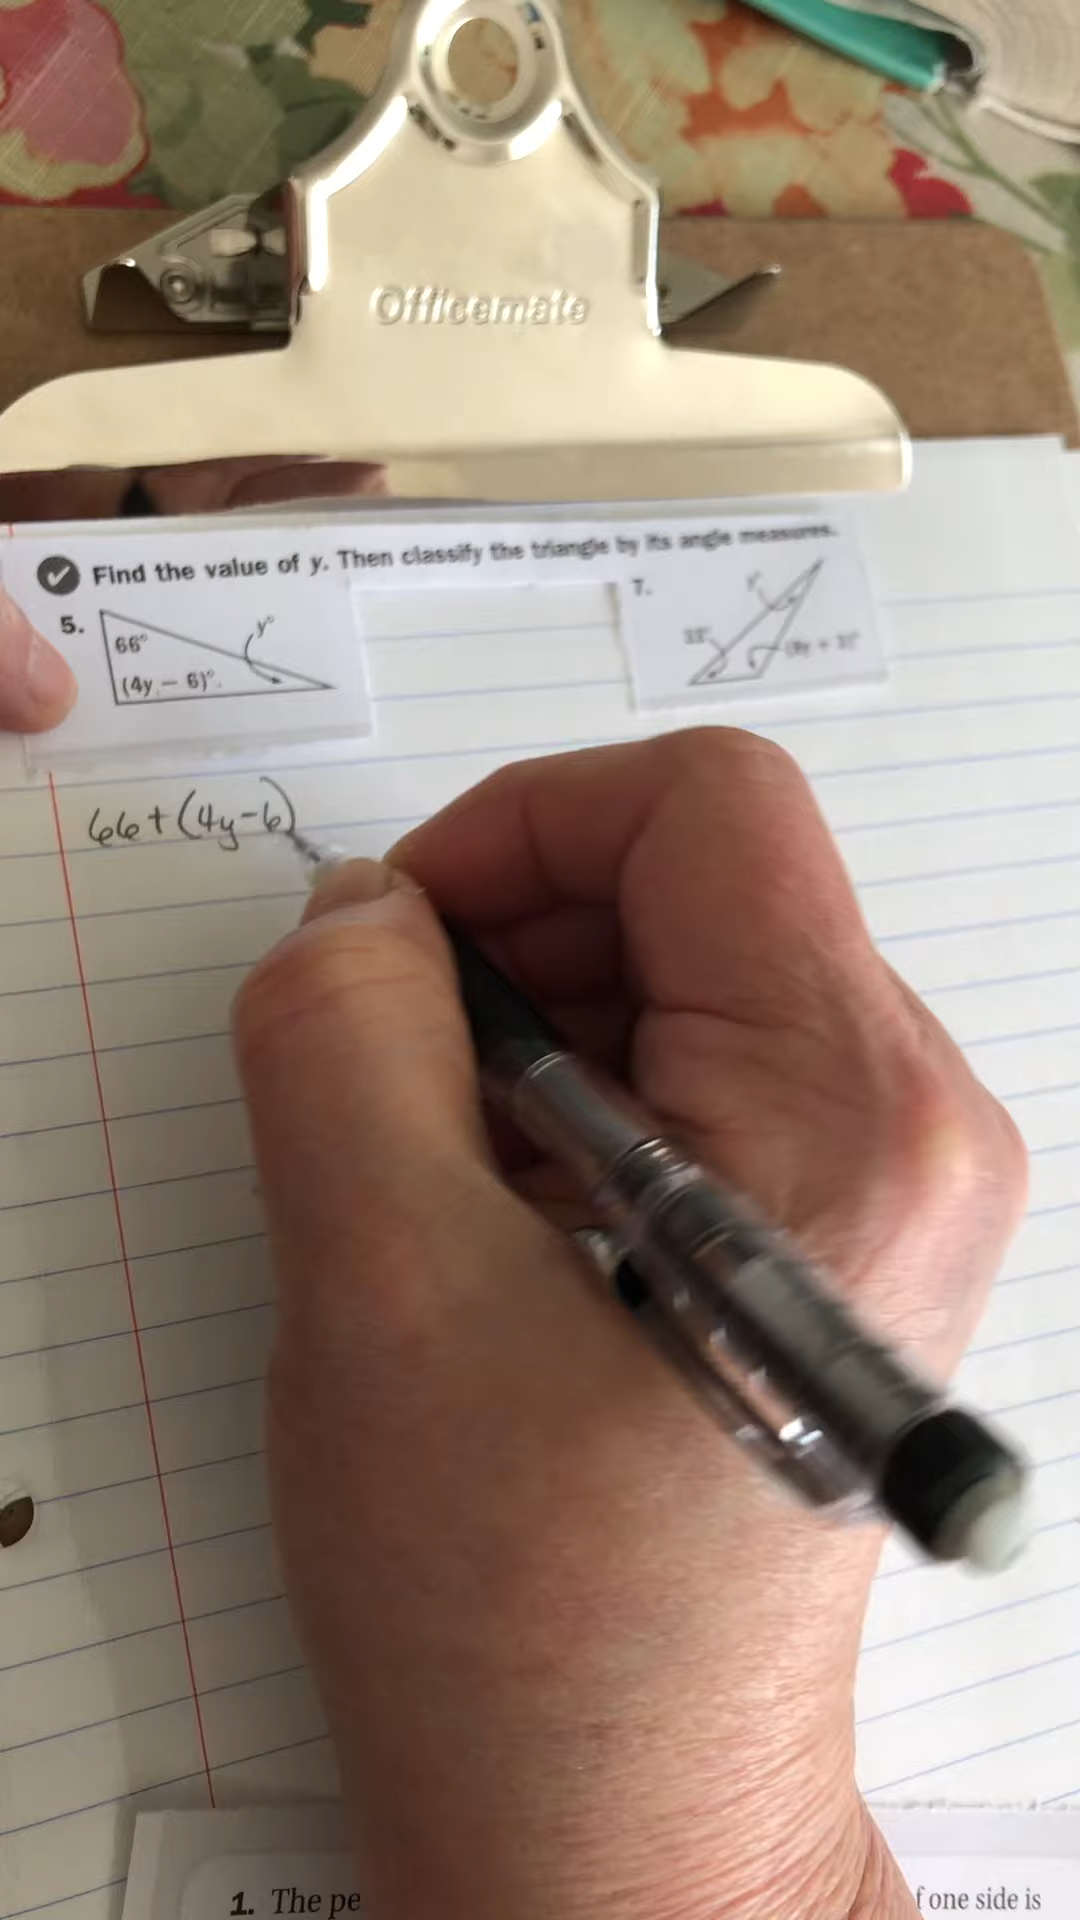 Officemate
Find the value of y. Then classify the triangle by its angle measures.
5.
66°
y°
(4y - 6)°
7.
66+(4y-6)
1. The pe
f one side is